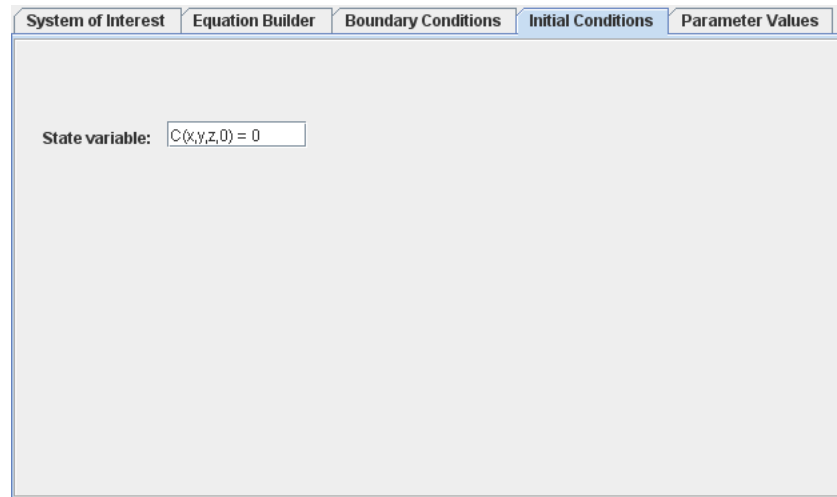 System of Interest Equation Builder Boundary Conditions Initial Conditions Parameter Values
State variable: C(x,y,z,0) = 0